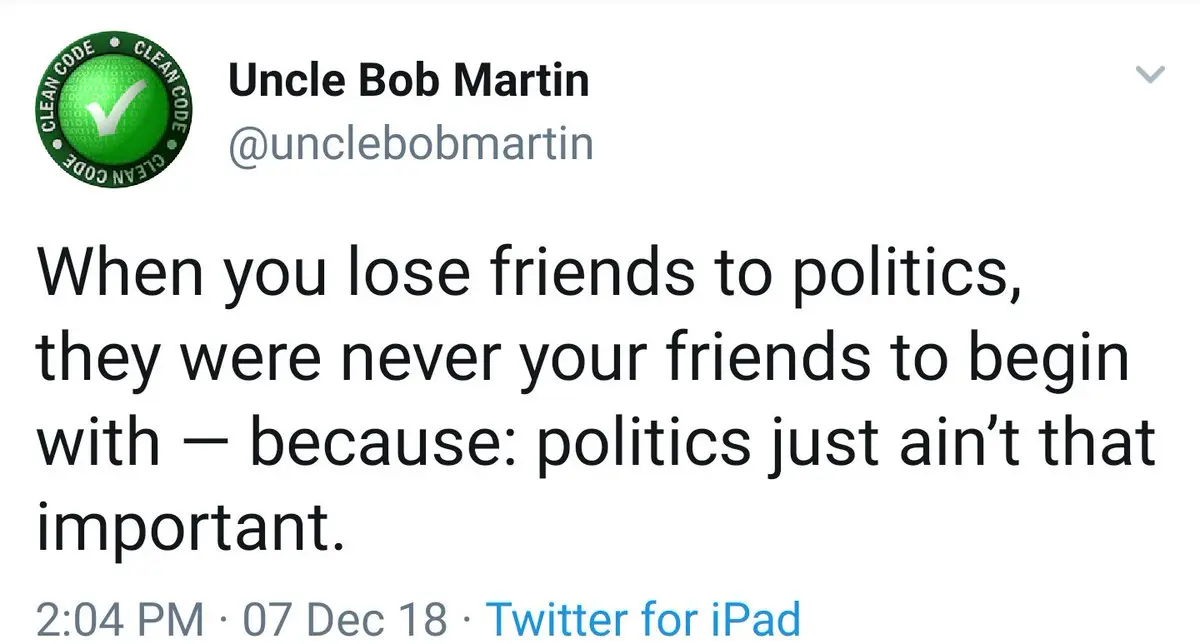 CLEAN CODE • CLEAN CODE • CLEAN CODE •
Uncle Bob Martin
@unclebobmartin
When you lose friends to politics,
they were never your friends to begin
with — because: politics just ain’t that
important.
2:04 PM · 07 Dec 18 · Twitter for iPad